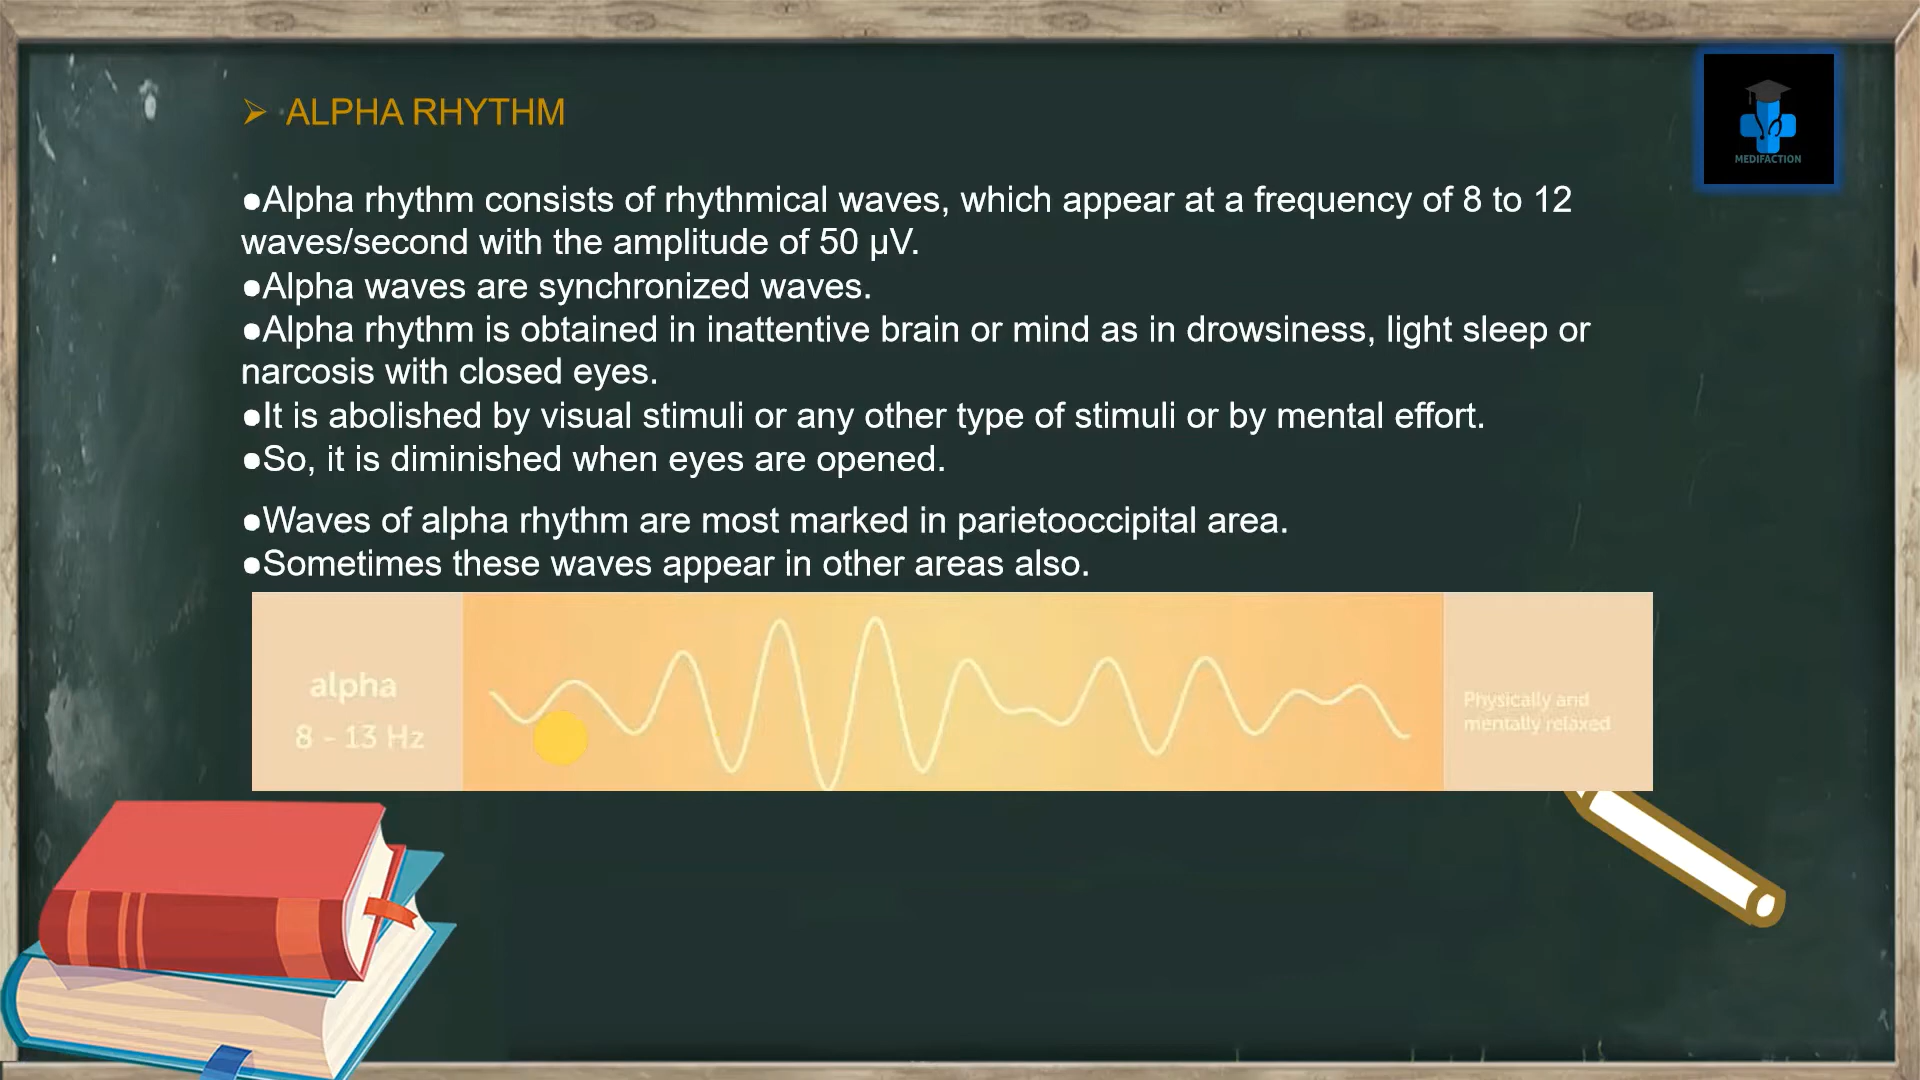 ➢ ALPHA RHYTHM
MEDIFACTION
●Alpha rhythm consists of rhythmical waves, which appear at a frequency of 8 to 12
waves/second with the amplitude of 50 µV.
●Alpha waves are synchronized waves.
●Alpha rhythm is obtained in inattentive brain or mind as in drowsiness, light sleep or
narcosis with closed eyes.
●It is abolished by visual stimuli or any other type of stimuli or by mental effort.
●So, it is diminished when eyes are opened.
●Waves of alpha rhythm are most marked in parietooccipital area.
●Sometimes these waves appear in other areas also.
alpha
8 - 13 Hz
Physically and
mentally relaxed